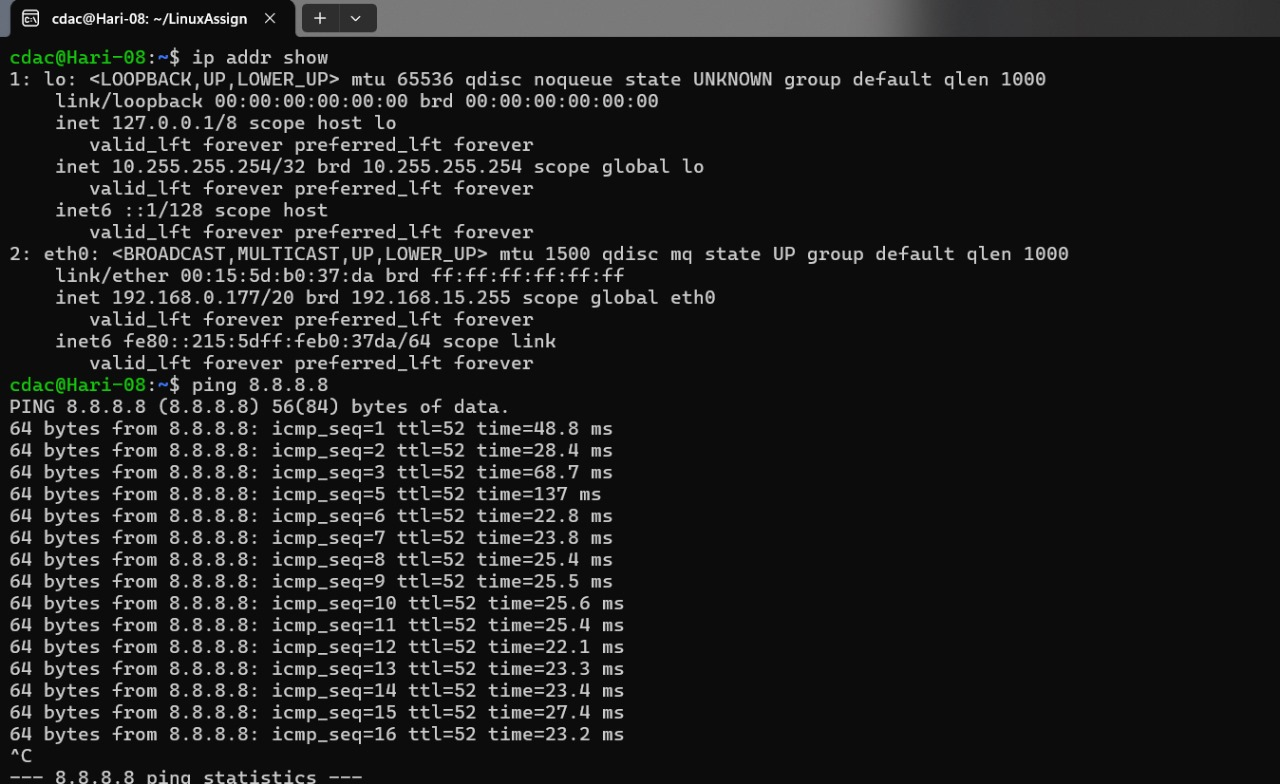 cdac@Hari-08: ~/LinuxAssign
cdac@Hari-08:~$ ip addr show
1: lo: <LOOPBACK,UP,LOWER_UP> mtu 65536 qdisc noqueue state UNKNOWN group default qlen 1000
    link/loopback 00:00:00:00:00:00 brd 00:00:00:00:00:00
    inet 127.0.0.1/8 scope host lo
       valid_lft forever preferred_lft forever
    inet 10.255.255.254/32 brd 10.255.255.254 scope global lo
       valid_lft forever preferred_lft forever
    inet6 ::1/128 scope host
       valid_lft forever preferred_lft forever
2: eth0: <BROADCAST,MULTICAST,UP,LOWER_UP> mtu 1500 qdisc mq state UP group default qlen 1000
    link/ether 00:15:5d:b0:37:da brd ff:ff:ff:ff:ff:ff
    inet 192.168.0.177/20 brd 192.168.15.255 scope global eth0
       valid_lft forever preferred_lft forever
    inet6 fe80::215:5dff:feb0:37da/64 scope link
       valid_lft forever preferred_lft forever
cdac@Hari-08:~$ ping 8.8.8.8
PING 8.8.8.8 (8.8.8.8) 56(84) bytes of data.
64 bytes from 8.8.8.8: icmp_seq=1 ttl=52 time=48.8 ms
64 bytes from 8.8.8.8: icmp_seq=2 ttl=52 time=28.4 ms
64 bytes from 8.8.8.8: icmp_seq=3 ttl=52 time=68.7 ms
64 bytes from 8.8.8.8: icmp_seq=5 ttl=52 time=137 ms
64 bytes from 8.8.8.8: icmp_seq=6 ttl=52 time=22.8 ms
64 bytes from 8.8.8.8: icmp_seq=7 ttl=52 time=23.8 ms
64 bytes from 8.8.8.8: icmp_seq=8 ttl=52 time=25.4 ms
64 bytes from 8.8.8.8: icmp_seq=9 ttl=52 time=25.5 ms
64 bytes from 8.8.8.8: icmp_seq=10 ttl=52 time=25.6 ms
64 bytes from 8.8.8.8: icmp_seq=11 ttl=52 time=25.4 ms
64 bytes from 8.8.8.8: icmp_seq=12 ttl=52 time=22.1 ms
64 bytes from 8.8.8.8: icmp_seq=13 ttl=52 time=23.3 ms
64 bytes from 8.8.8.8: icmp_seq=14 ttl=52 time=23.4 ms
64 bytes from 8.8.8.8: icmp_seq=15 ttl=52 time=27.4 ms
64 bytes from 8.8.8.8: icmp_seq=16 ttl=52 time=23.2 ms
^C
--- 8.8.8.8 ping statistics ---